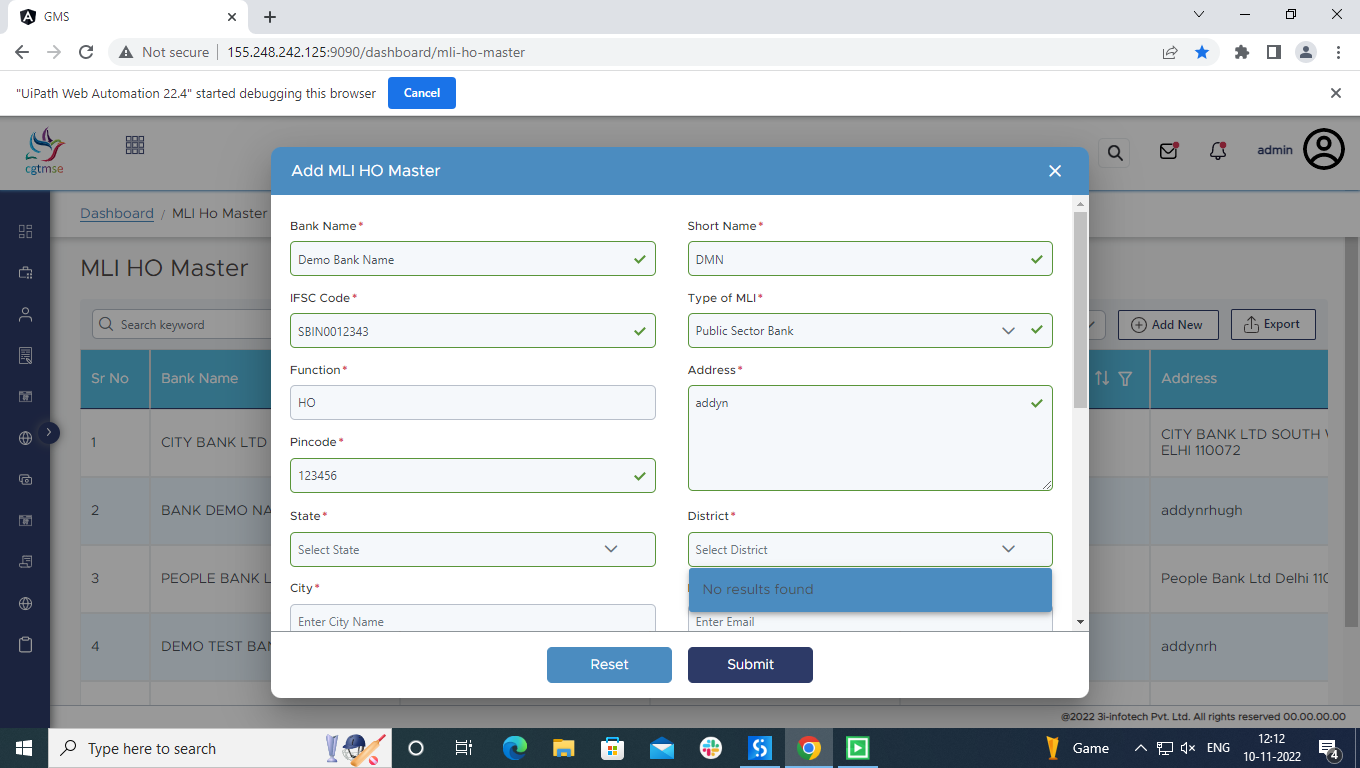 GMS
Not secure
155.248.242.125:9090/dashboard/mli-ho-master
"UiPath Web Automation 22.4" started debugging this browser
Cancel
cgtmse
admin
Add MLI HO Master
Dashboard / MLI Ho Master
MLI HO Master
Search keyword
Add New
Export
Sr No
Bank Name
Address
1
CITY BANK LTD
CITY BANK LTD SOUTH
ELHI 110072
2
BANK DEMO NA
addynrhugh
3
PEOPLE BANK L
People Bank Ltd Delhi 110
4
DEMO TEST BAN
addynrh
Bank Name*
Demo Bank Name
Short Name*
DMN
IFSC Code*
SBIN0012343
Type of MLI*
Public Sector Bank
Function*
HO
Address*
addyn
Pincode*
123456
State*
Select State
District*
Select District
No results found
City*
Enter City Name
Enter Email
Reset
Submit
@2022 3i-infotech Pvt. Ltd. All rights reserved 00.00.00.00
Type here to search
Game
ENG
12:12
10-11-2022
4